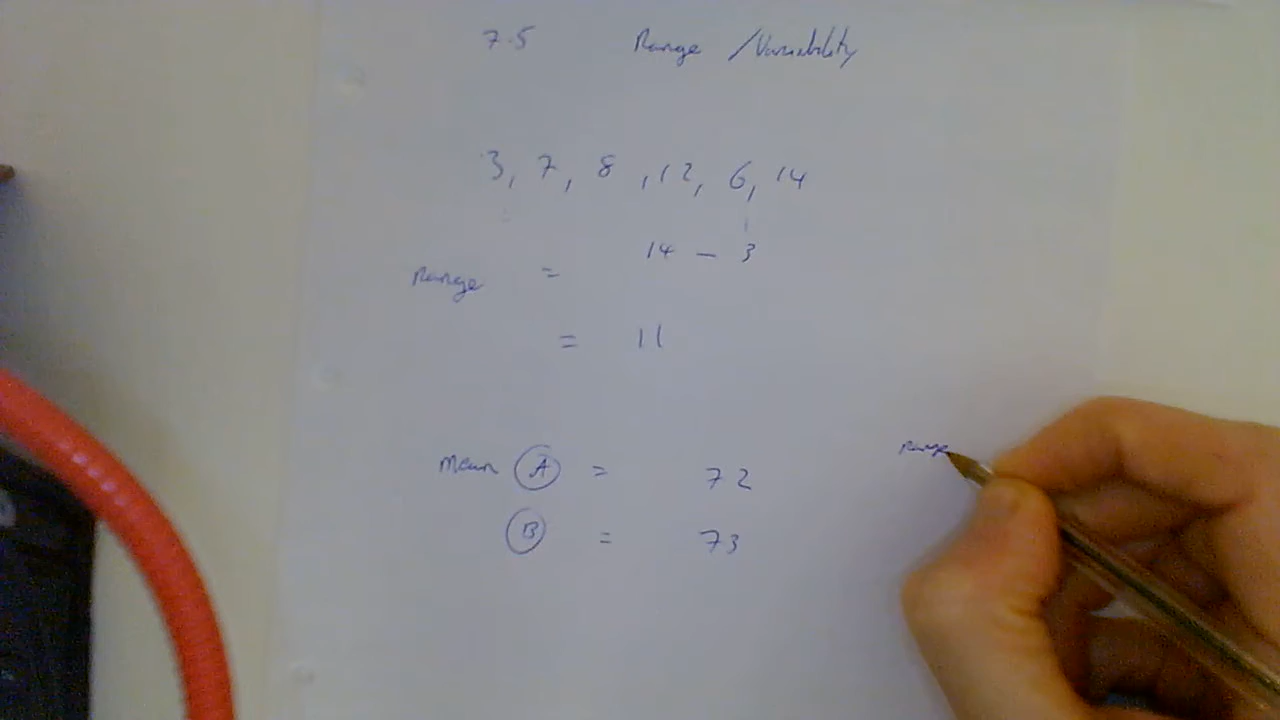 7.5 Range / Variability
3, 7, 8, 12, 6, 14
14 - 3
Range =
= 11
Range
Mean A = 72
B = 73